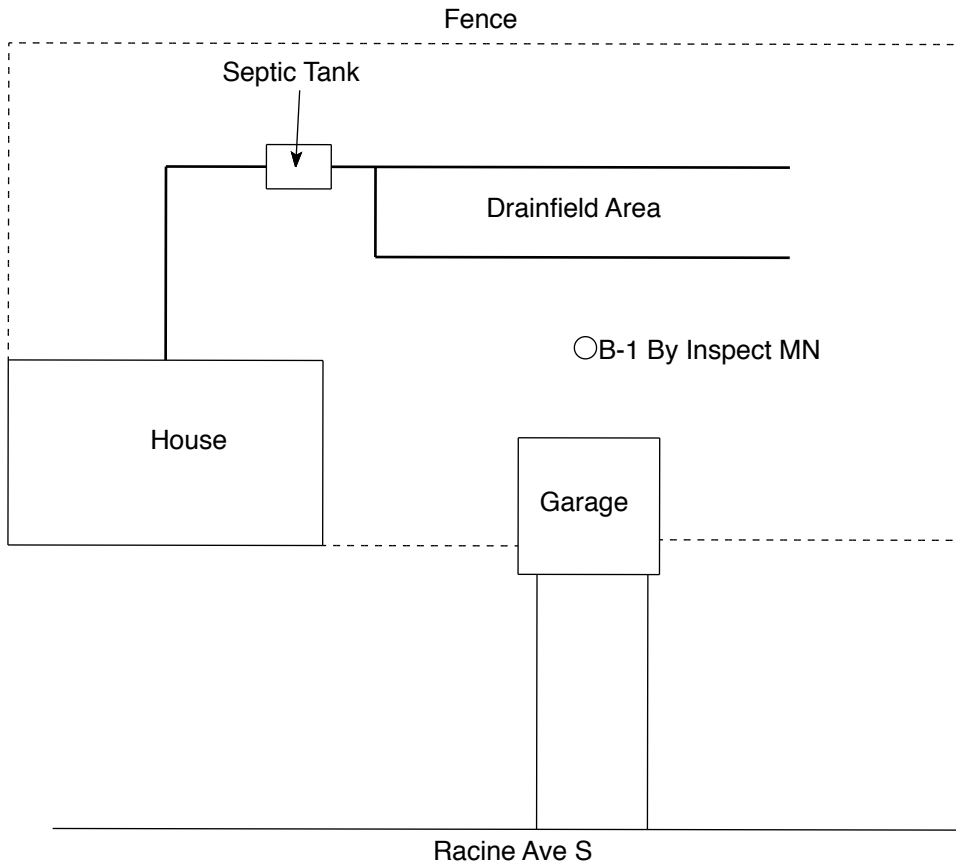 Fence
Septic Tank
Drainfield Area
B-1 By Inspect MN
House
Garage
Racine Ave S